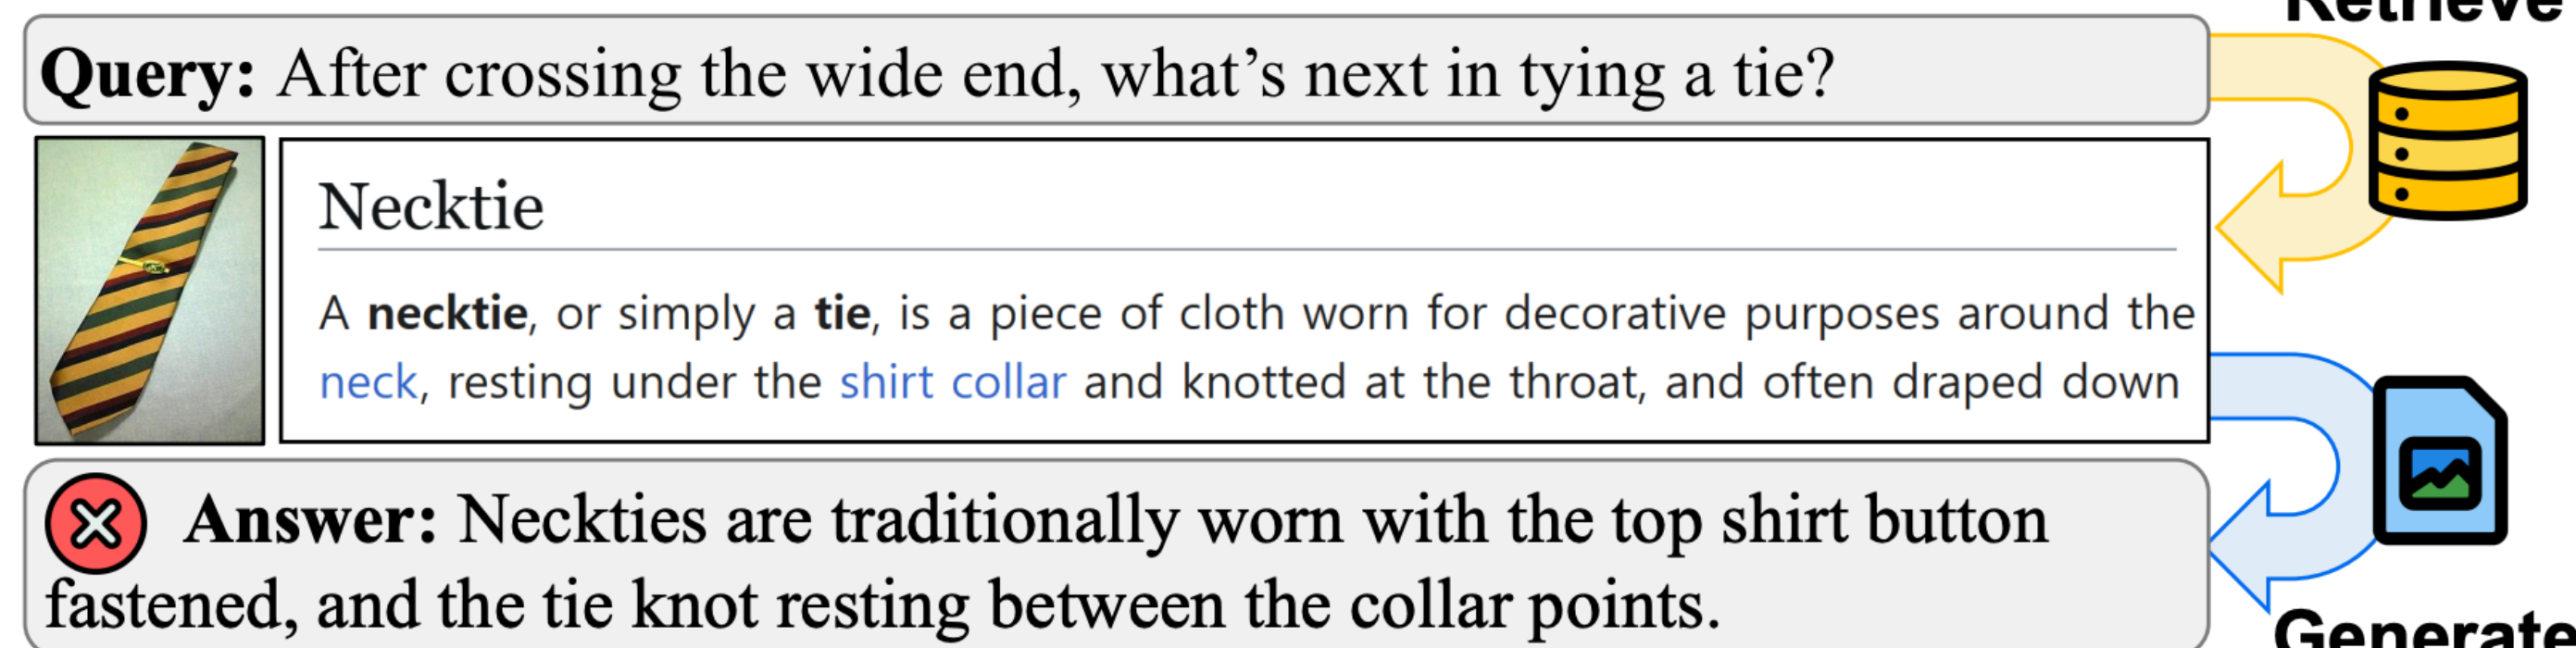 Retrieve
Query: After crossing the wide end, what’s next in tying a tie?
Necktie
A necktie, or simply a tie, is a piece of cloth worn for decorative purposes around the
neck, resting under the shirt collar and knotted at the throat, and often draped down
Answer: Neckties are traditionally worn with the top shirt button
fastened, and the tie knot resting between the collar points.
Generate